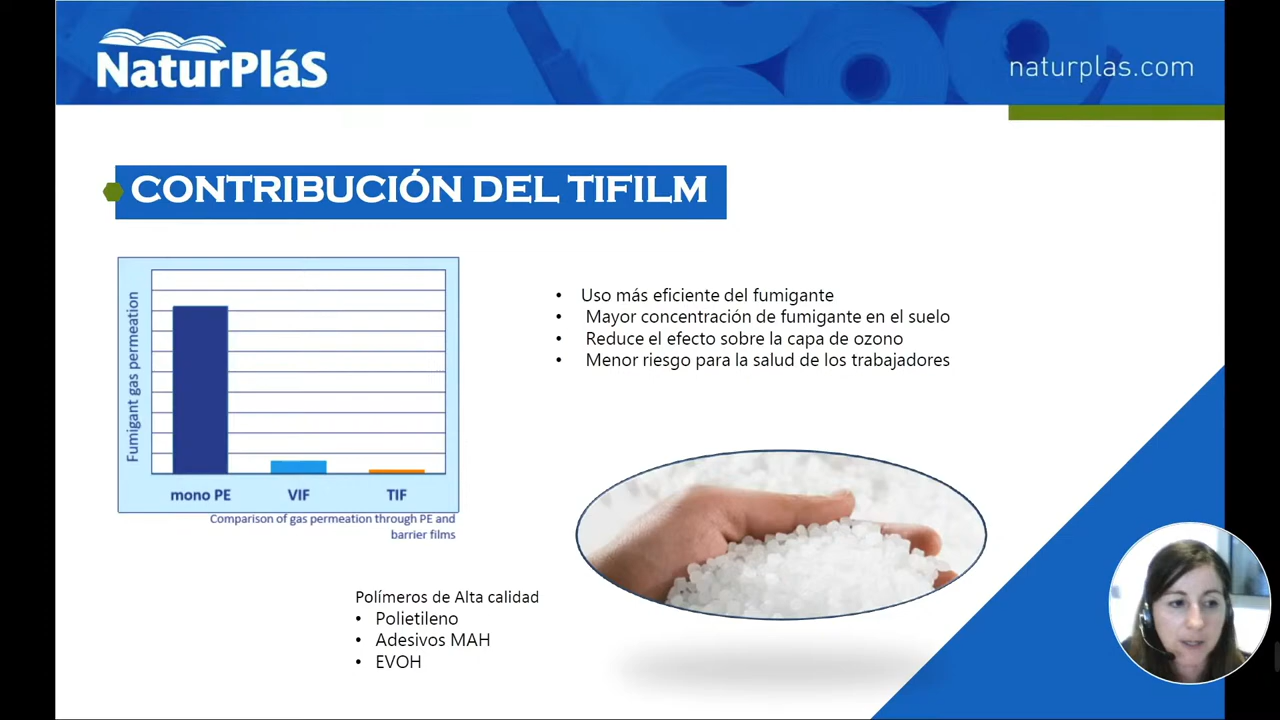 NaturPláS
naturplas.com
CONTRIBUCIÓN DEL TIFILM
Fumigant gas permeation
mono PE
VIF
TIF
Comparison of gas permeation through PE and
barrier films
• Uso más eficiente del fumigante
• Mayor concentración de fumigante en el suelo
• Reduce el efecto sobre la capa de ozono
• Menor riesgo para la salud de los trabajadores
Polímeros de Alta calidad
• Polietileno
• Adesivos MAH
• EVOH